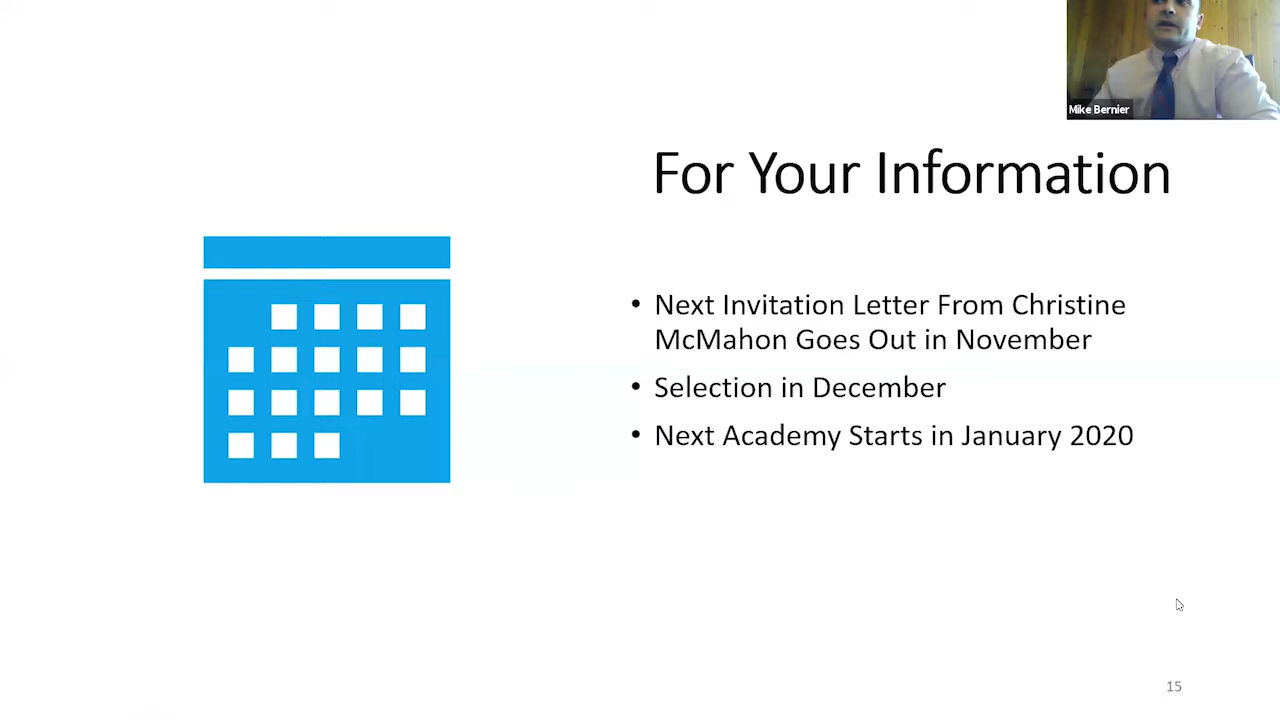 Mike Bernier
For Your Information
• Next Invitation Letter From Christine
McMahon Goes Out in November
• Selection in December
• Next Academy Starts in January 2020
15